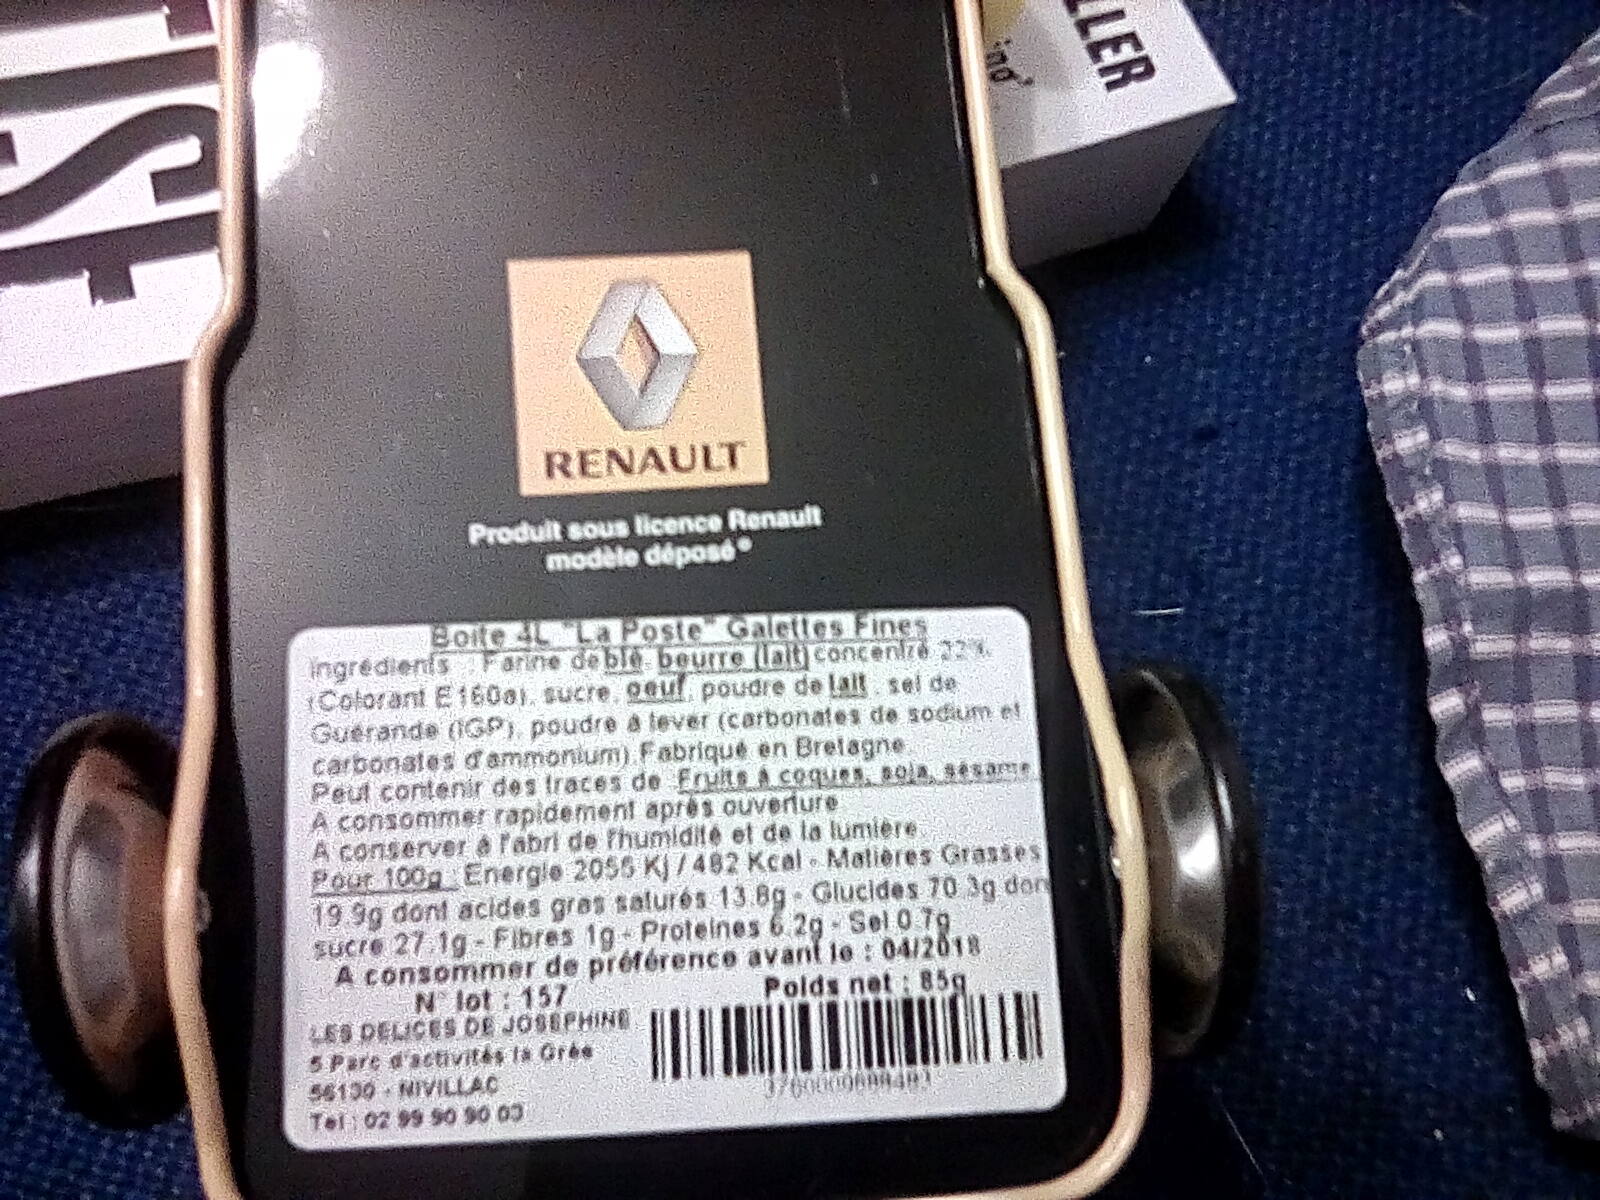 LLER
RENAULT
Produit sous licence Renault
modèle déposé®
Boite 4L "La Poste" Galettes Fines
Ingrédients : Farine de blé, beurre (lait) concentré 22%,
(Colorant E160a), sucre, oeuf, poudre de lait, sel de
Guérande (IGP), poudre à lever (carbonates de sodium et
carbonates d'ammonium) Fabriqué en Bretagne.
Peut contenir des traces de Fruits à coques, soja, sésame
A consommer rapidement après ouverture
A conserver à l'abri de l'humidité et de la lumière.
Pour 100g : Energie 2056 Kj / 482 Kcal - Matières Grasses
19.9g dont acides gras saturés 13.8g - Glucides 70.3g don
sucre 27.1g - Fibres 1g - Proteines 6.2g - Sel 0.7g
A consommer de préférence avant le : 04/2018
N° lot : 157
Poids net : 85g
LES DELICES DE JOSEPHINE
5 Parc d'activités la Grée
56130 - NIVILLAC
Tel : 02 99 90 90 03